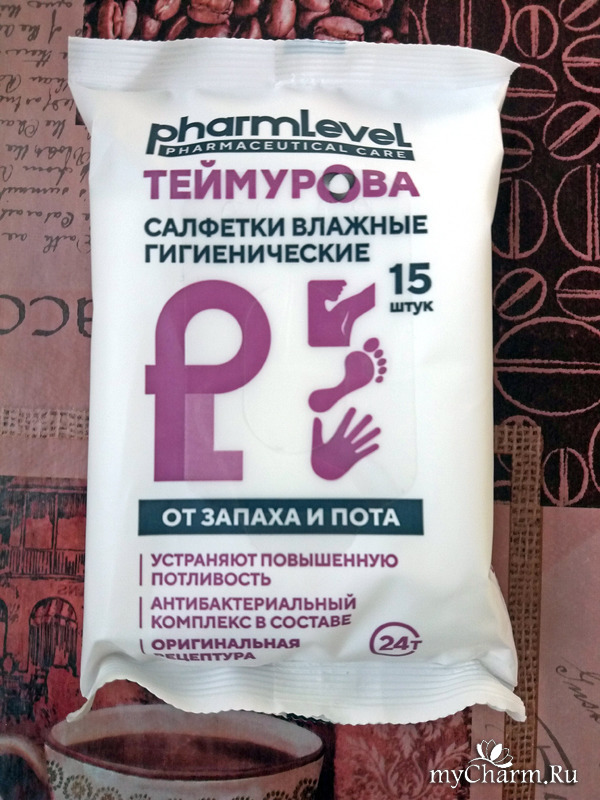 pharmLeveL
PHARMACEUTICAL CARE
ТЕЙМУРОВА
САЛФЕТКИ ВЛАЖНЫЕ
ГИГИЕНИЧЕСКИЕ
15
штук
ОТ ЗАПАХА И ПОТА
УСТРАНЯЮТ ПОВЫШЕННУЮ
ПОТЛИВОСТЬ
АНТИБАКТЕРИАЛЬНЫЙ
КОМПЛЕКС В СОСТАВЕ
ОРИГИНАЛЬНАЯ
РЕЦЕПТУРА
24т
myCharm.Ru